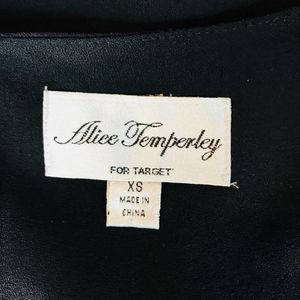 Alice Temperley
FOR TARGET
XS
MADE IN
CHINA